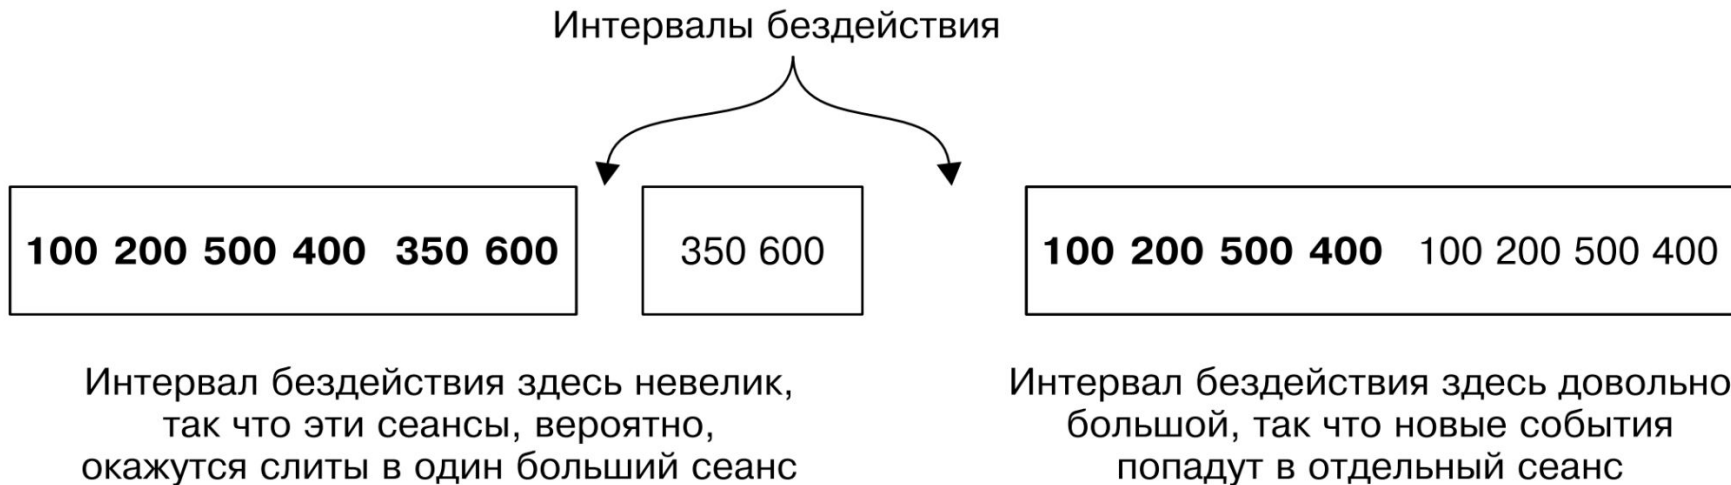 Интервалы бездействия
100 200 500 400 350 600
350 600
100 200 500 400 100 200 500 400
Интервал бездействия здесь невелик,
так что эти сеансы, вероятно,
окажутся слиты в один больший сеанс
Интервал бездействия здесь довольно
большой, так что новые события
попадут в отдельный сеанс